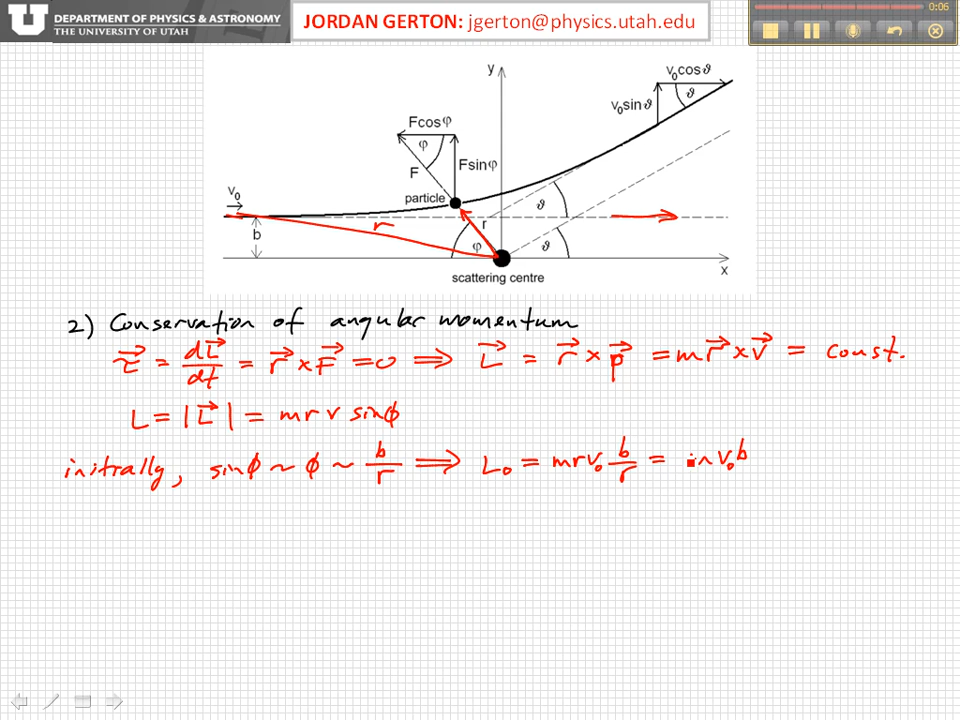 DEPARTMENT OF PHYSICS & ASTRONOMY
THE UNIVERSITY OF UTAH
JORDAN GERTON: jgerton@physics.utah.edu
0:06
y
v₀cosϑ
ϑ
v₀sinϑ
Fcosφ
φ
F
Fsinφ
particle
v₀
r
r
ϑ
b
φ
ϑ
x
scattering centre
2) Conservation of angular momentum
τ⃗ = dL⃗/dt = r⃗ × F⃗ = 0 ⟹ L⃗ = r⃗ × p⃗ = m r⃗ × v⃗ = const.
L = |L⃗| = m r v sinϕ
initially, sinϕ ~ ϕ ~ b/r ⟹ L₀ = m r v₀ b/r = m v₀ b